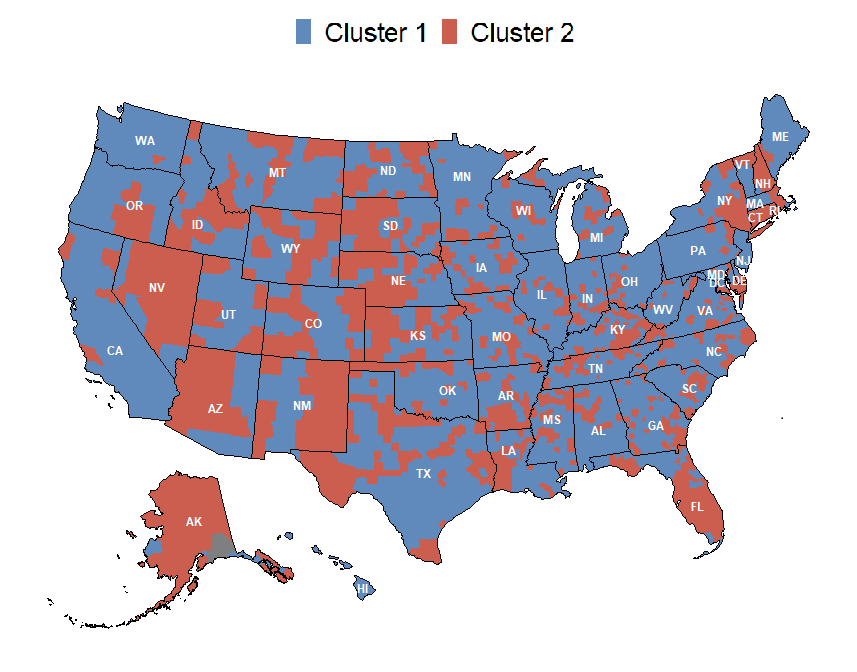 Cluster 1 Cluster 2
ME
WA
VT
MT ND
MN
NH
OR
WI
NY MA
ID
SD
CT RI
WY
MI
PA
NV
NE
IA
NJ
OH
MD
DE
DC
UT
CO
IL
IN
WV
VA
KS
MO
KY
CA
NC
TN
OK
SC
AZ
NM
AR
MS
GA
AL
LA
TX
FL
AK
HI